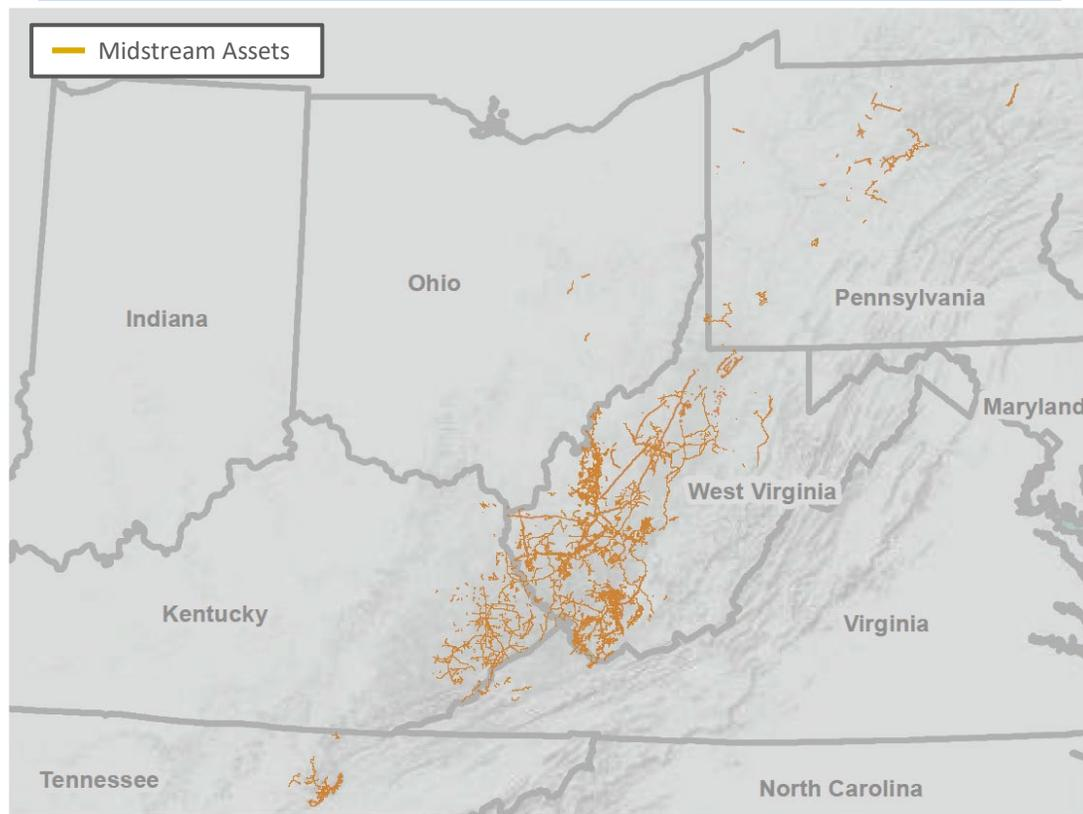 Midstream Assets
Ohio
Pennsylvania
Indiana
Maryland
West Virginia
Kentucky
Virginia
Tennessee
North Carolina